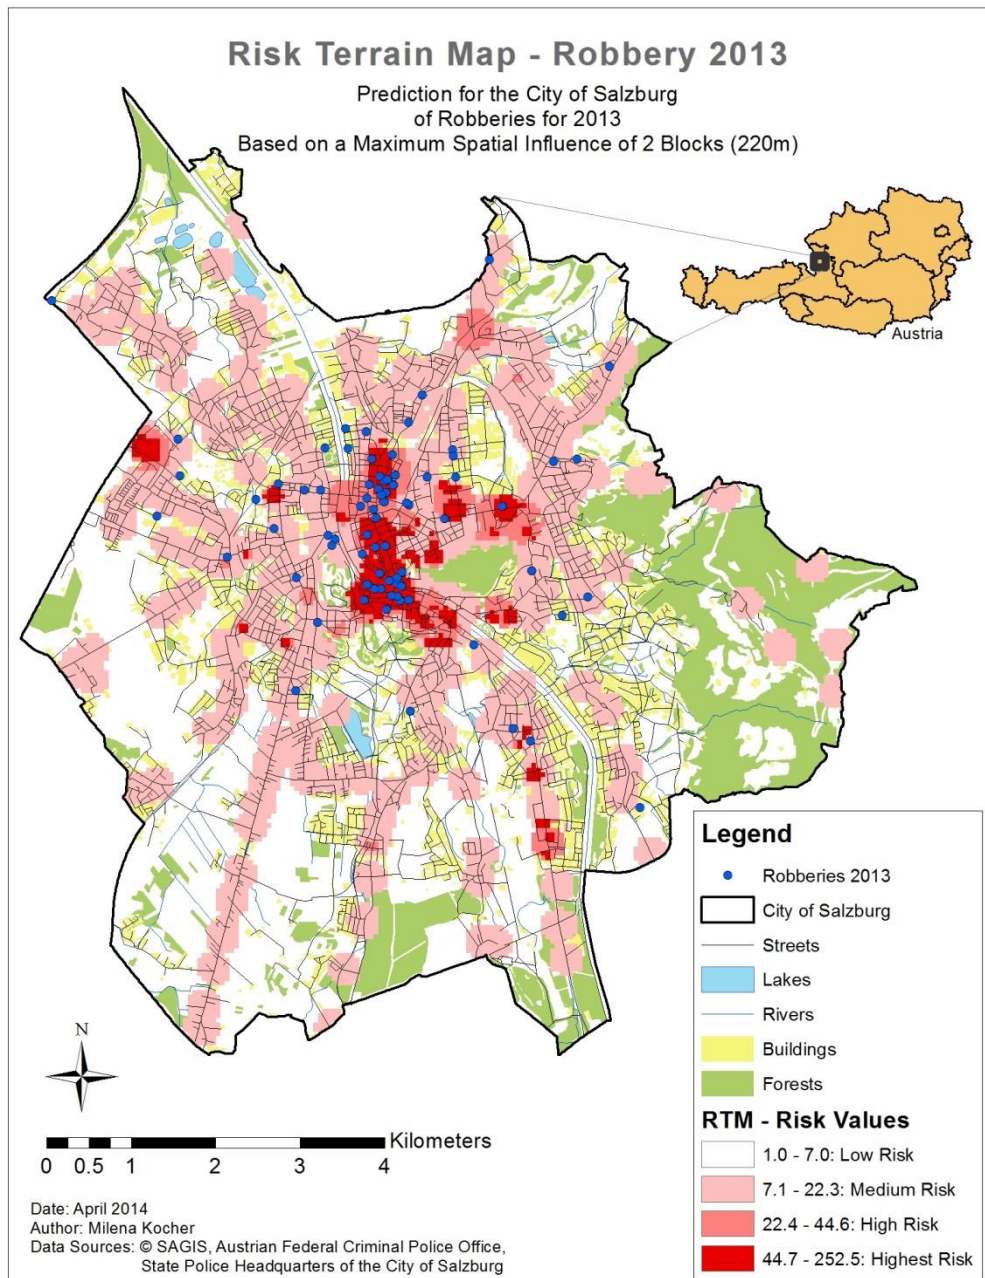 Risk Terrain Map - Robbery 2013
Prediction for the City of Salzburg
of Robberies for 2013
Based on a Maximum Spatial Influence of 2 Blocks (220m)
Austria
Legend
Robberies 2013
City of Salzburg
Streets
Lakes
Rivers
Buildings
Forests
RTM - Risk Values
1.0 - 7.0: Low Risk
7.1 - 22.3: Medium Risk
22.4 - 44.6: High Risk
44.7 - 252.5: Highest Risk
N
Kilometers
0 0.5 1 2 3 4
Date: April 2014
Author: Milena Kocher
Data Sources: © SAGIS, Austrian Federal Criminal Police Office,
State Police Headquarters of the City of Salzburg